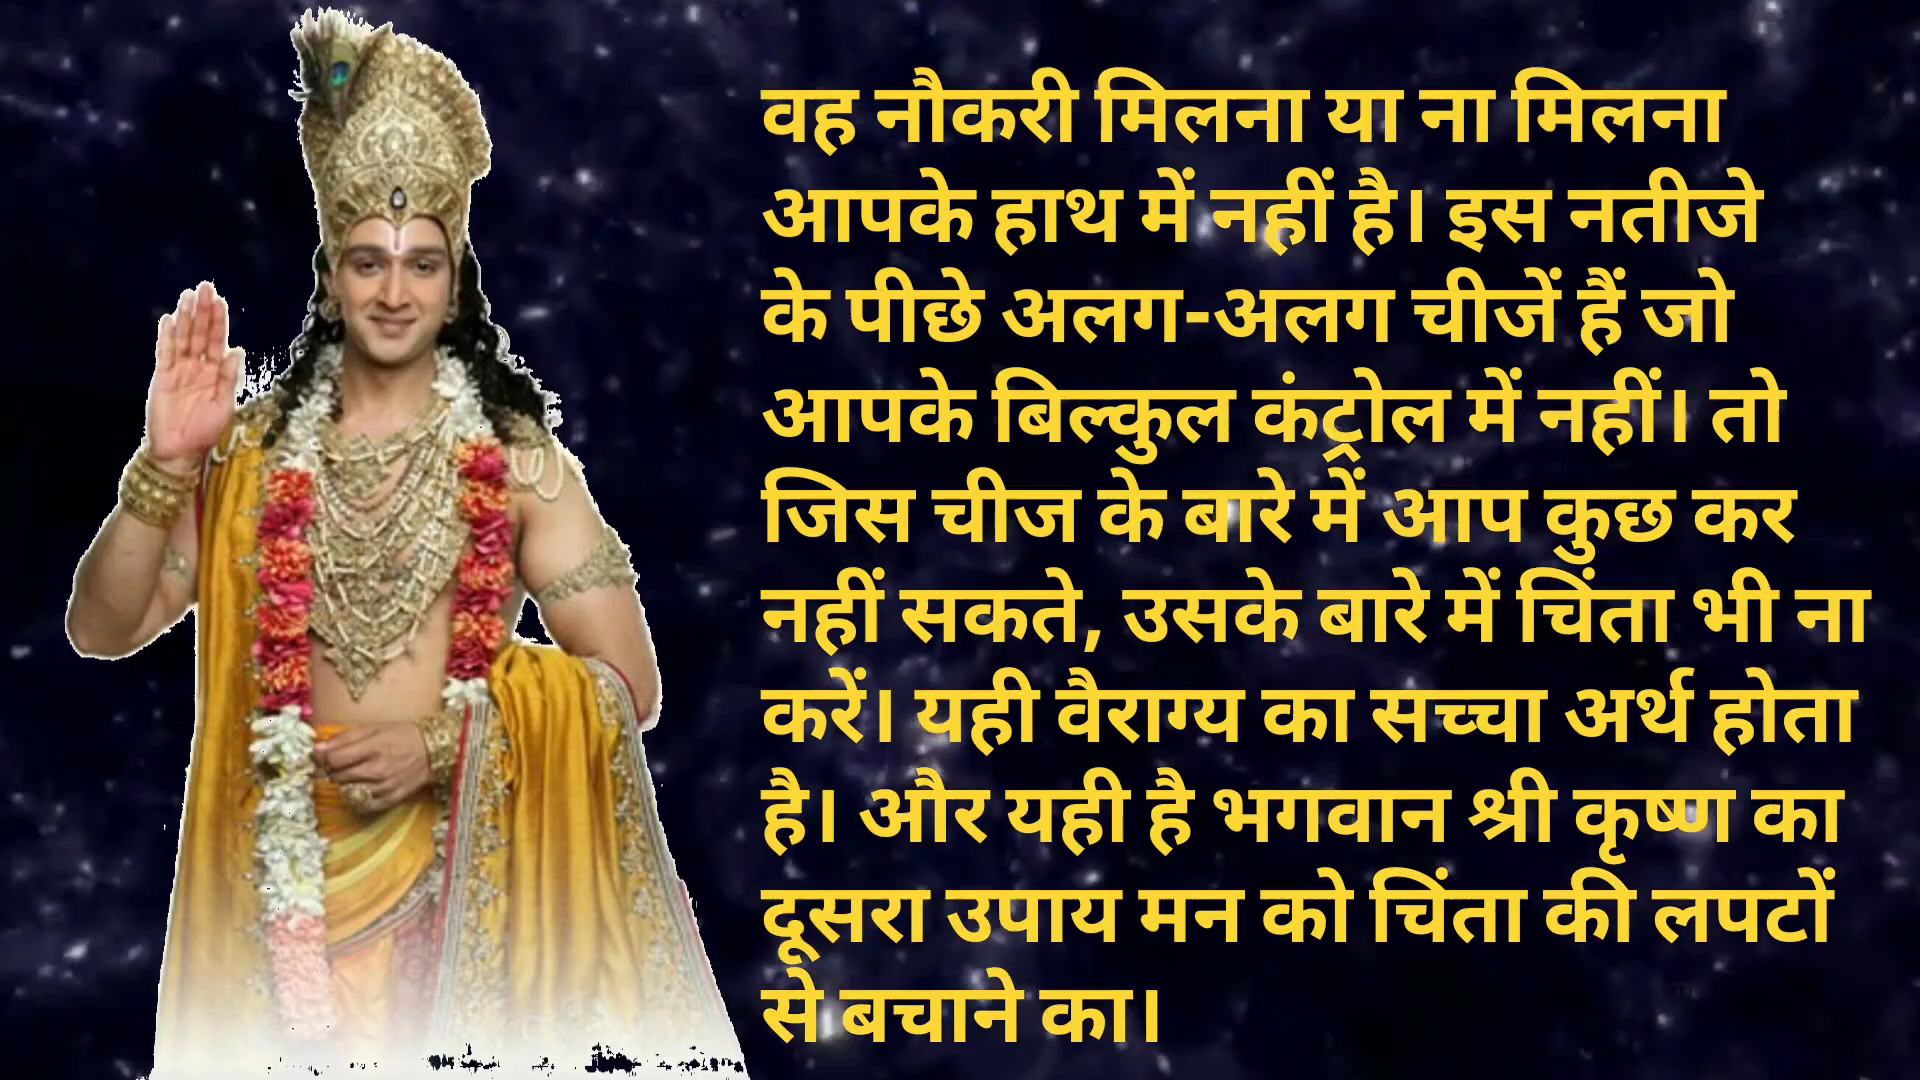 वह नौकरी मिलना या ना मिलना
आपके हाथ में नहीं है। इस नतीजे
के पीछे अलग-अलग चीजें हैं जो
आपके बिल्कुल कंट्रोल में नहीं। तो
जिस चीज के बारे में आप कुछ कर
नहीं सकते, उसके बारे में चिंता भी ना
करें। यही वैराग्य का सच्चा अर्थ होता
है। और यही है भगवान श्री कृष्ण का
दूसरा उपाय मन को चिंता की लपटों
से बचाने का।